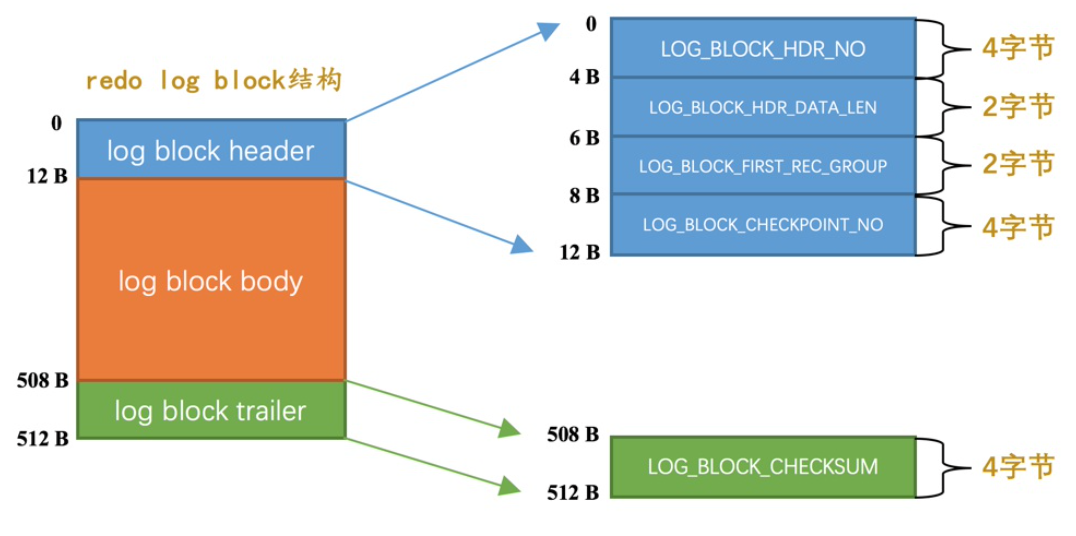 redo log block结构
0
log block header
12 B
log block body
508 B
log block trailer
512 B
0
LOG_BLOCK_HDR_NO
4字节
4 B
LOG_BLOCK_HDR_DATA_LEN
2字节
6 B
LOG_BLOCK_FIRST_REC_GROUP
2字节
8 B
LOG_BLOCK_CHECKPOINT_NO
4字节
12 B
508 B
LOG_BLOCK_CHECKSUM
4字节
512 B